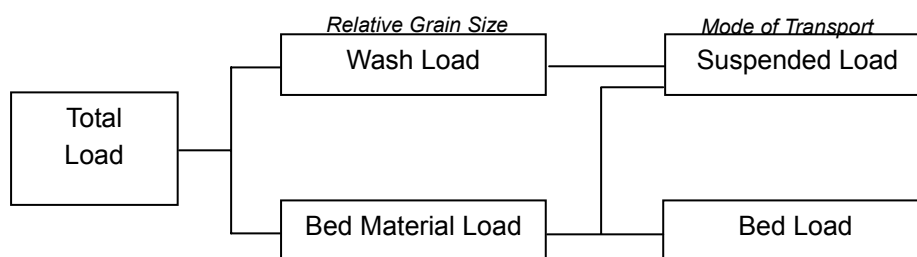 Relative Grain Size
Mode of Transport
Wash Load
Suspended Load
Total
Load
Bed Material Load
Bed Load